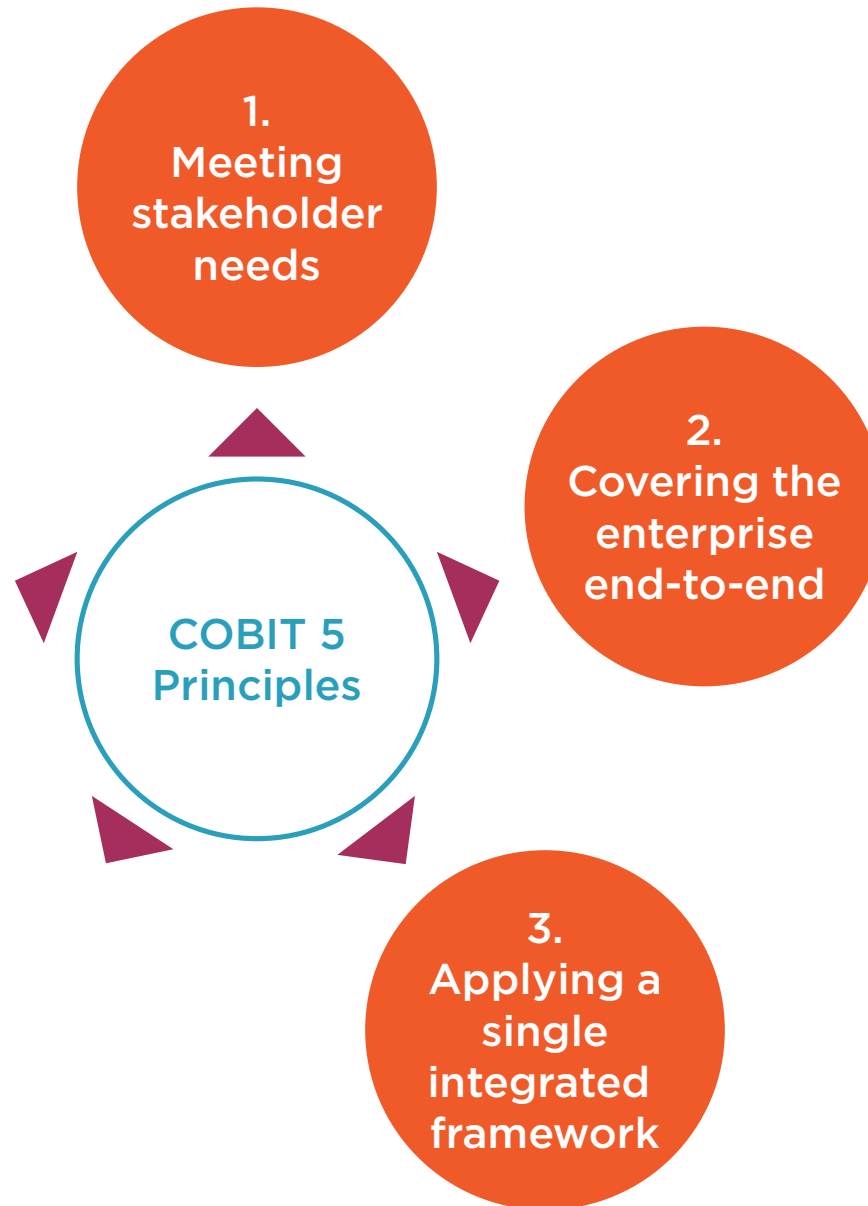 1.
Meeting
stakeholder
needs
2.
Covering the
enterprise
end-to-end
COBIT 5
Principles
3.
Applying a
single
integrated
framework